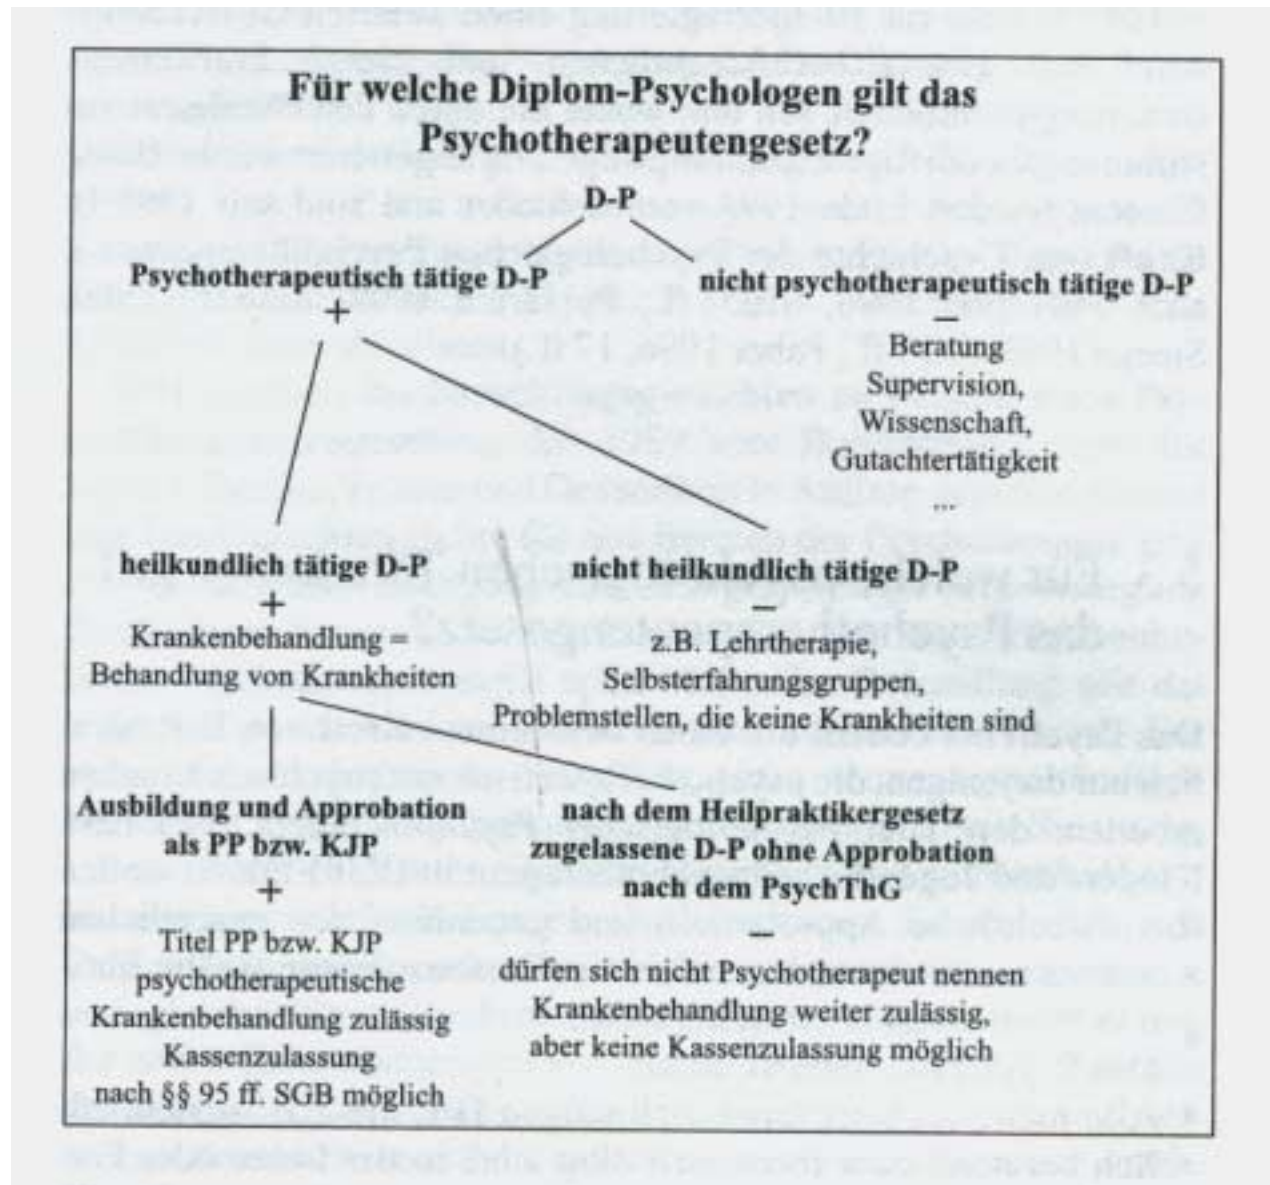 Für welche Diplom-Psychologen gilt das
Psychotherapeutengesetz?
D-P
Psychotherapeutisch tätige D-P
+
nicht psychotherapeutisch tätige D-P
–
Beratung
Supervision,
Wissenschaft,
Gutachtertätigkeit
...
heilkundlich tätige D-P
+
Krankenbehandlung =
Behandlung von Krankheiten
nicht heilkundlich tätige D-P
–
z.B. Lehrtherapie,
Selbsterfahrungsgruppen,
Problemstellen, die keine Krankheiten sind
Ausbildung und Approbation
als PP bzw. KJP
+
Titel PP bzw. KJP
psychotherapeutische
Krankenbehandlung zulässig
Kassenzulassung
nach §§ 95 ff. SGB möglich
nach dem Heilpraktikergesetz
zugelassene D-P ohne Approbation
nach dem PsychThG
–
dürfen sich nicht Psychotherapeut nennen
Krankenbehandlung weiter zulässig,
aber keine Kassenzulassung möglich